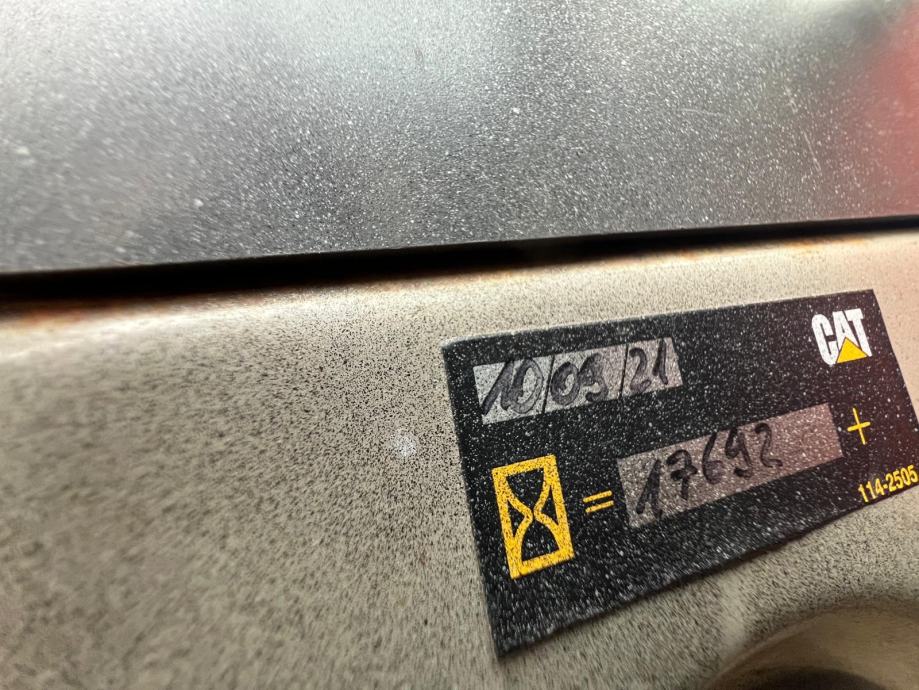 CAT
10/09/21
= 17692 +
114-2505